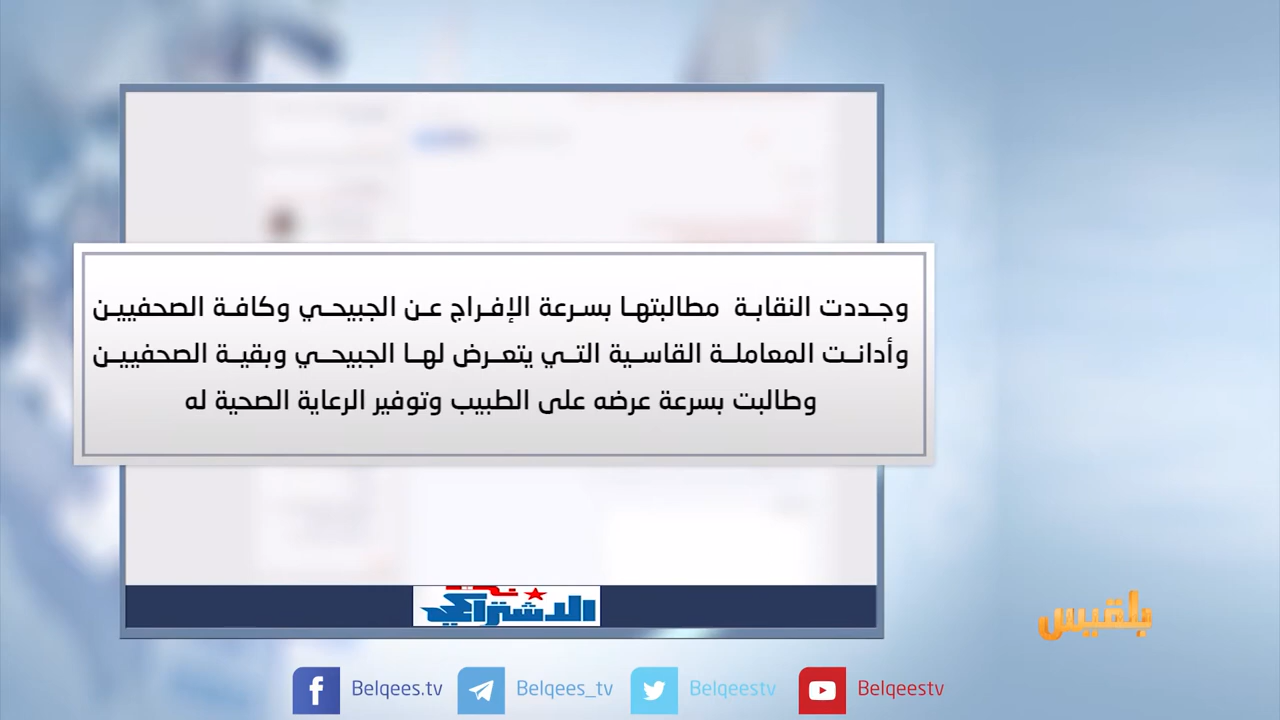 وجددت النقابة مطالبتها بسرعة الإفراج عن الجبيحي وكافة الصحفيين
وأدانت المعاملة القاسية التي يتعرض لها الجبيحي وبقية الصحفيين
وطالبت بسرعة عرضه على الطبيب وتوفير الرعاية الصحية له
الاشتراكي
بلقيس
Belqees.tv Belqees_tv Belqeestv Belqeestv